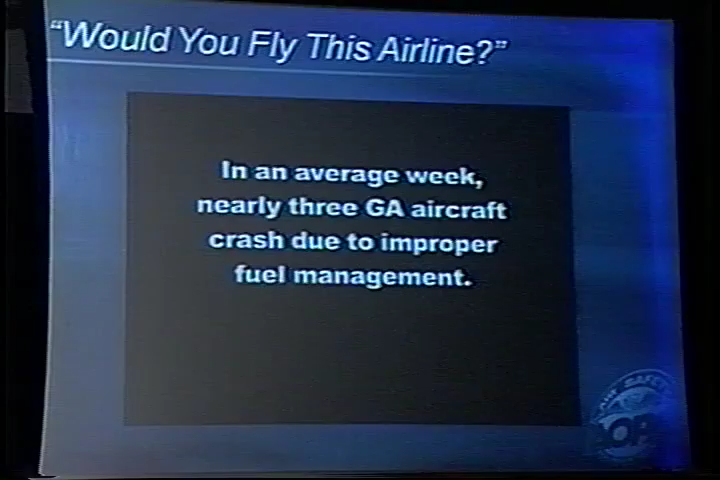 “Would You Fly This Airline?”
In an average week,
nearly three GA aircraft
crash due to improper
fuel management.
SAFETY